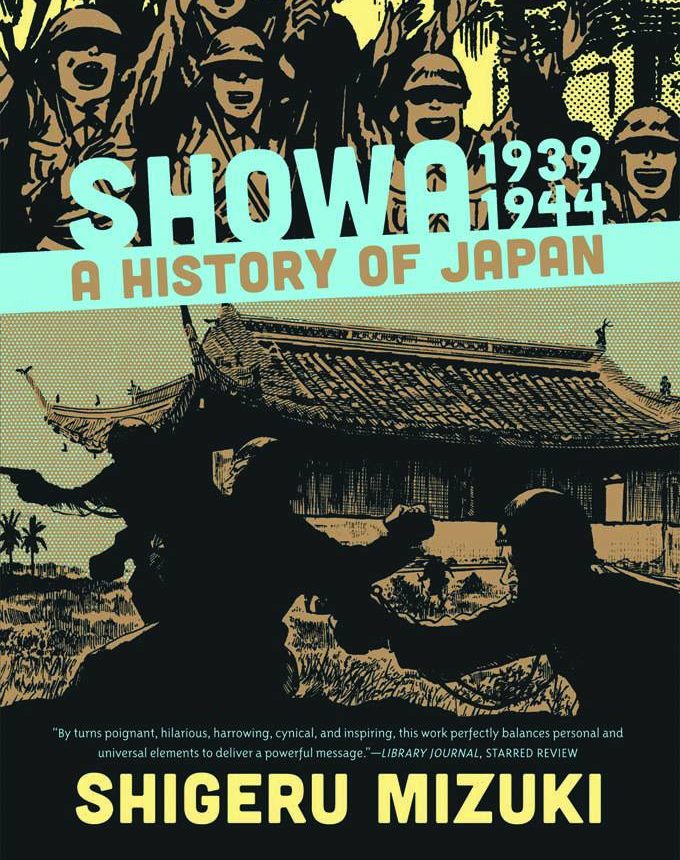 SHOWA 1939
1944
A HISTORY OF JAPAN
"By turns poignant, hilarious, harrowing, cynical, and inspiring, this work perfectly balances personal and
universal elements to deliver a powerful message."—LIBRARY JOURNAL, STARRED REVIEW
SHIGERU MIZUKI